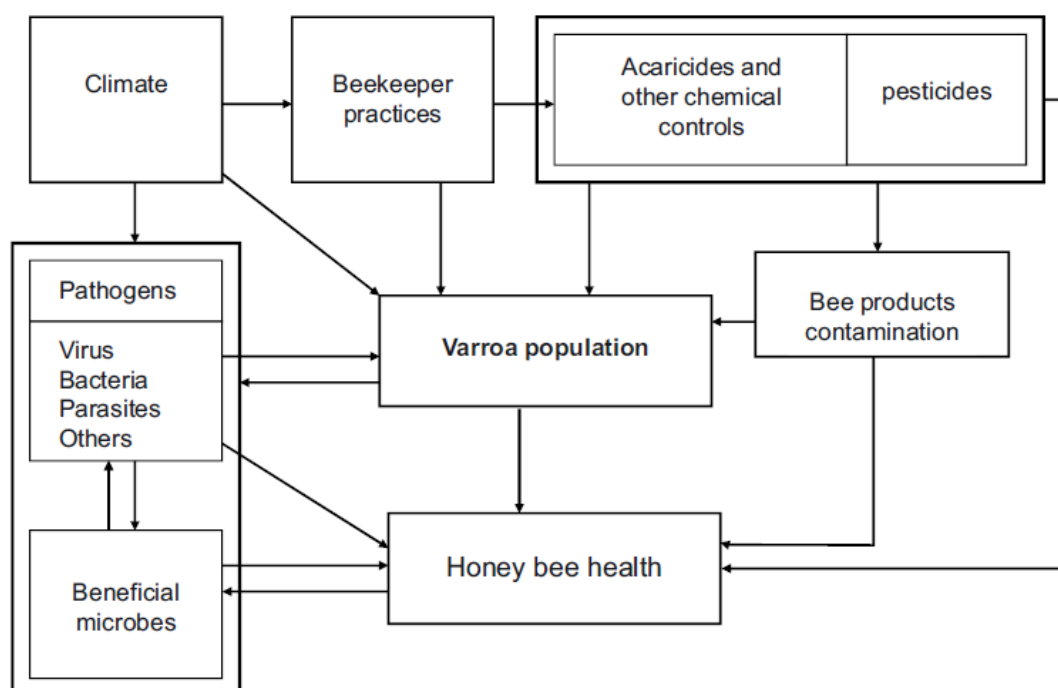 Climate
Beekeeper
practices
Acaricides and
other chemical
controls
pesticides
Pathogens
Virus
Bacteria
Parasites
Others
Varroa population
Bee products
contamination
Honey bee health
Beneficial
microbes